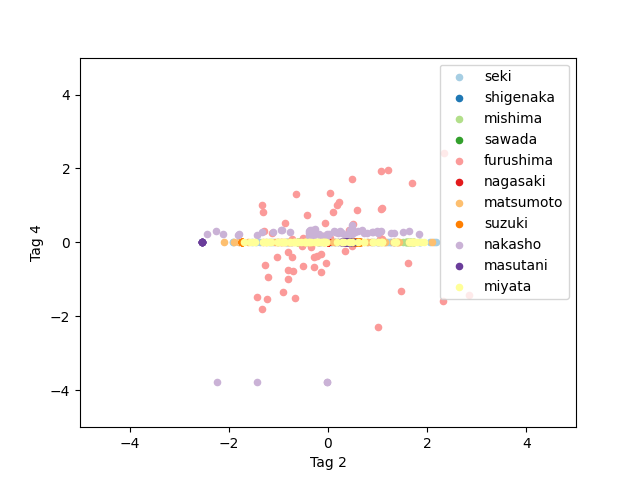 seki
shigenaka
mishima
sawada
furushima
nagasaki
matsumoto
suzuki
nakasho
masutani
miyata
4
2
0
−2
−4
Tag 4
−4
−2
0
2
4
Tag 2